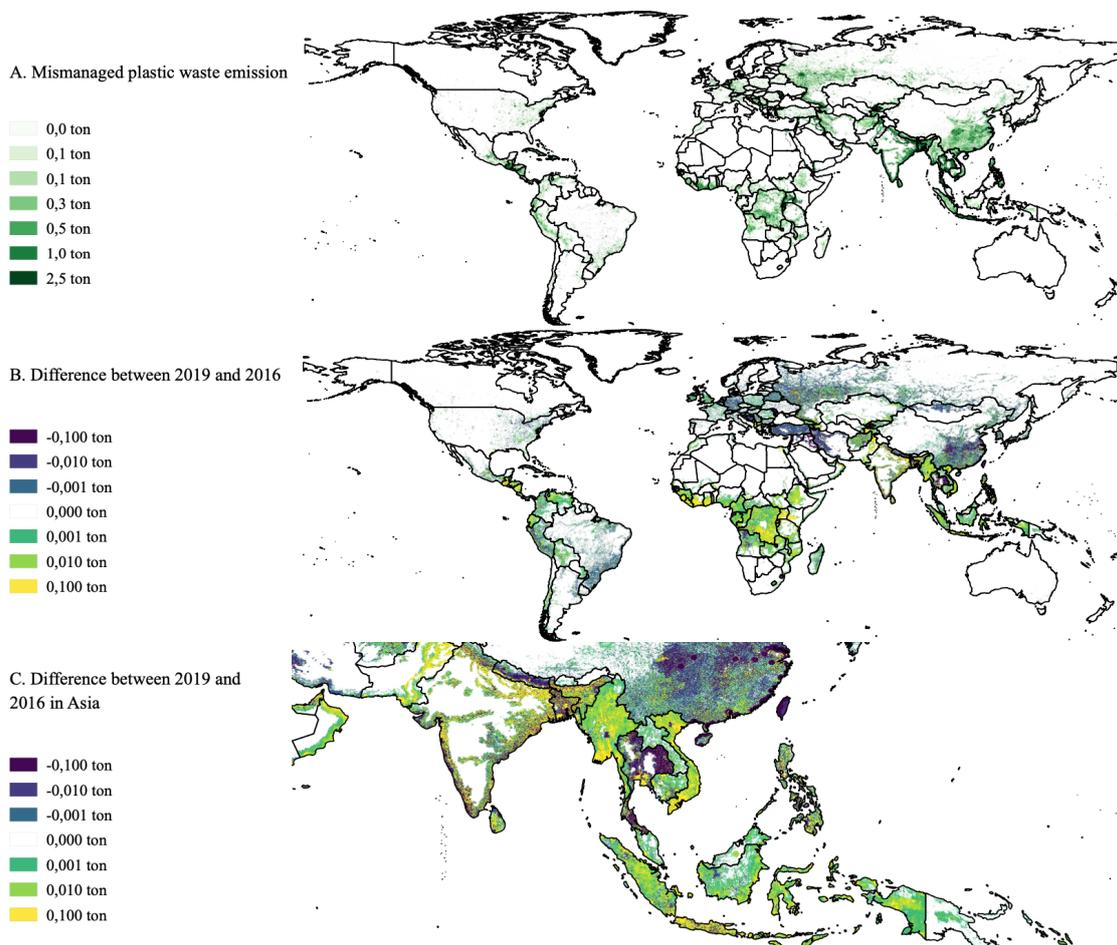 A. Mismanaged plastic waste emission
0,0 ton
0,1 ton
0,1 ton
0,3 ton
0,5 ton
1,0 ton
2,5 ton
B. Difference between 2019 and 2016
-0,100 ton
-0,010 ton
-0,001 ton
0,000 ton
0,001 ton
0,010 ton
0,100 ton
C. Difference between 2019 and
2016 in Asia
-0,100 ton
-0,010 ton
-0,001 ton
0,000 ton
0,001 ton
0,010 ton
0,100 ton